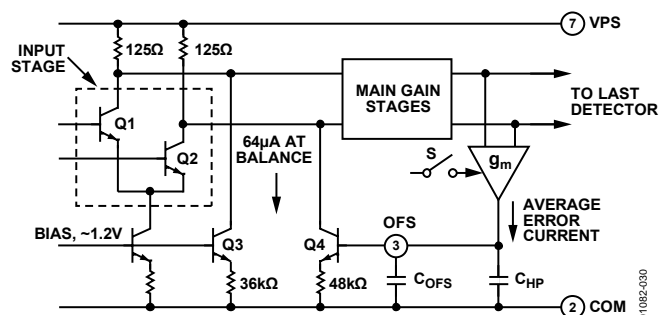 7 VPS
125Ω 125Ω
INPUT
STAGE
MAIN GAIN
STAGES
TO LAST
DETECTOR
Q1
Q2
64µA AT
BALANCE
S
gm
AVERAGE
ERROR
CURRENT
BIAS, ~1.2V
Q3
Q4
OFS
3
36kΩ
48kΩ
COFS
CHP
2 COM
01082-030